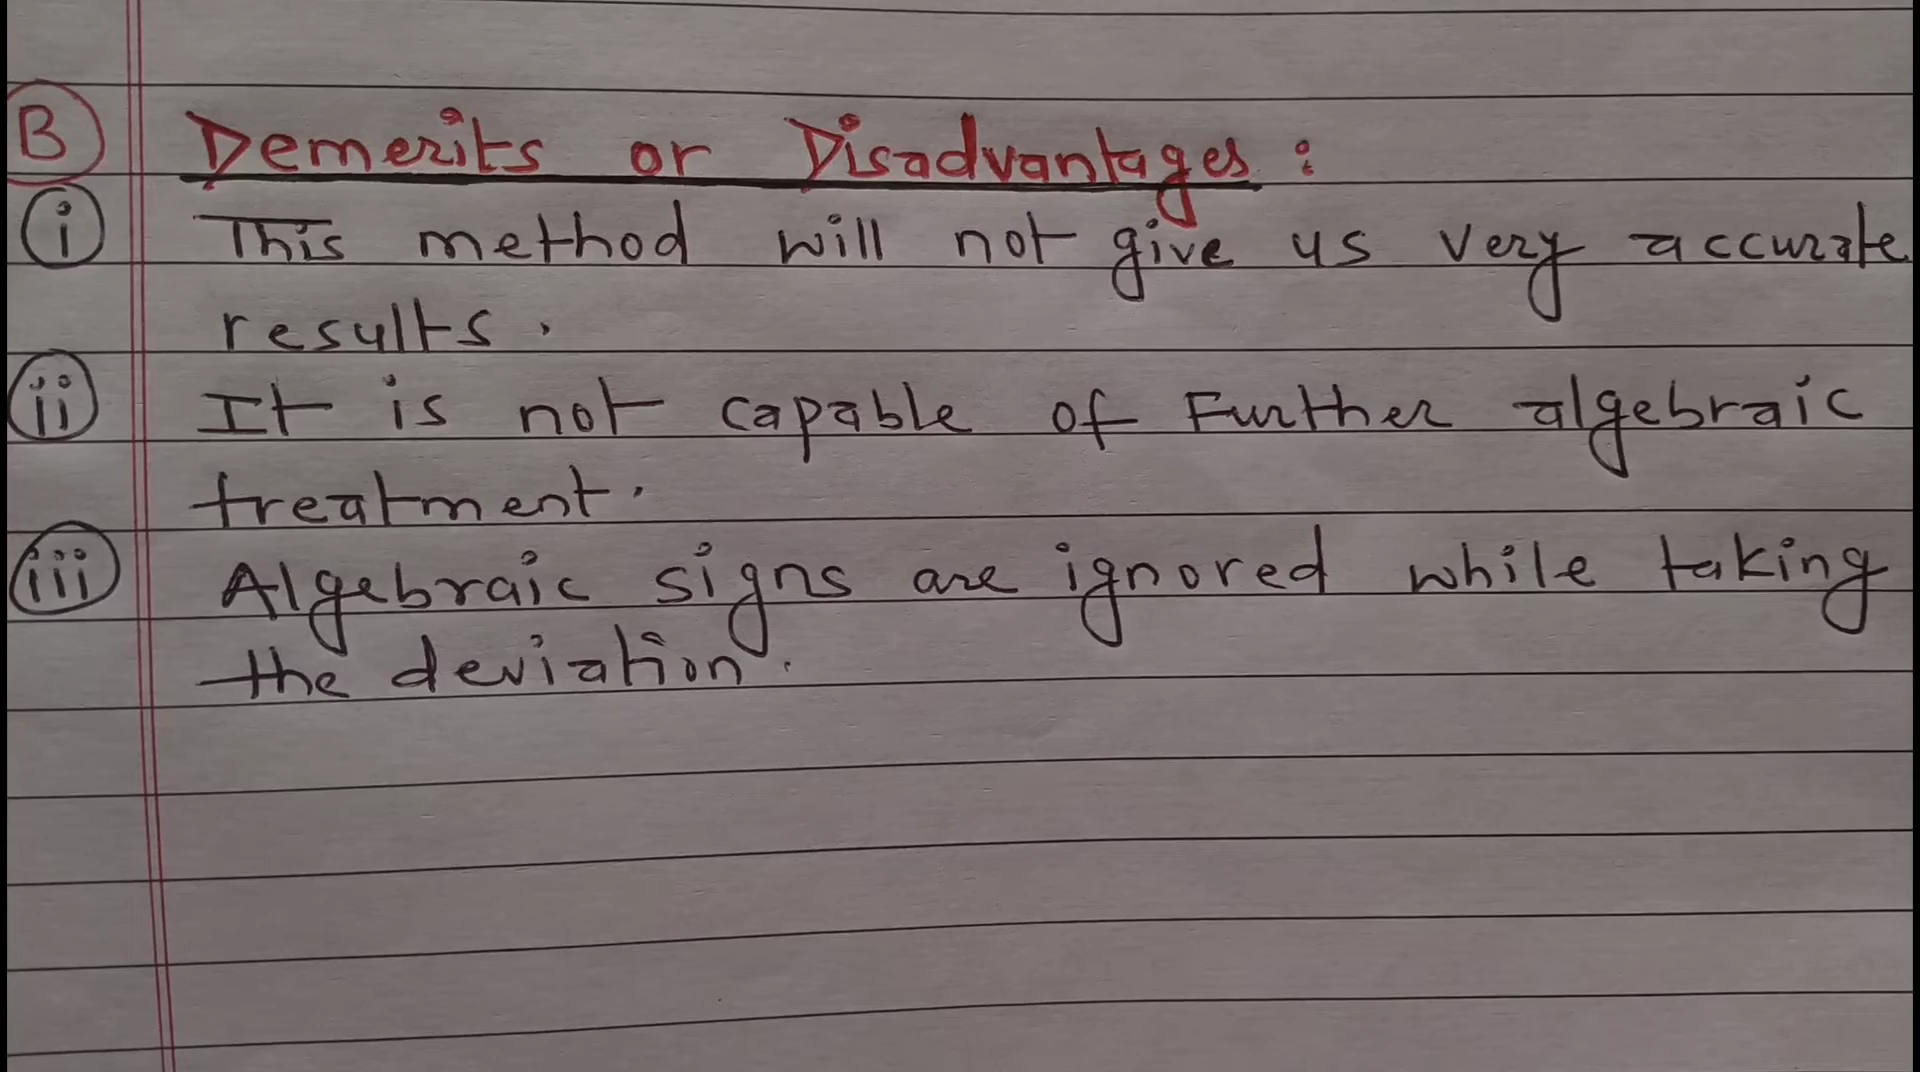 B Demerits or Disadvantages :
i This method will not give us very accurate
results.
ii It is not capable of Further algebraic
treatment.
iii Algebraic signs are ignored while taking
the deviation.